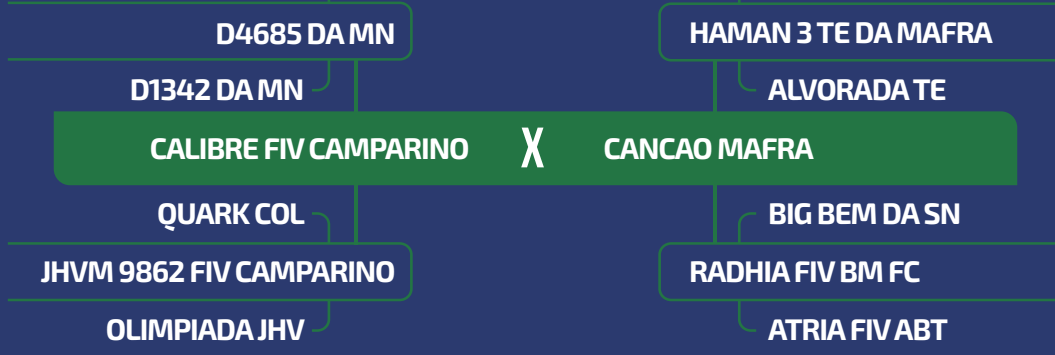 D4685 DA MN
HAMAN 3 TE DA MAFRA
D1342 DA MN
ALVORADA TE
CALIBRE FIV CAMPARINO X CANCAO MAFRA
QUARK COL
BIG BEM DA SN
JHVM 9862 FIV CAMPARINO
RADHIA FIV BM FC
OLIMPIADA JHV
ATRIA FIV ABT